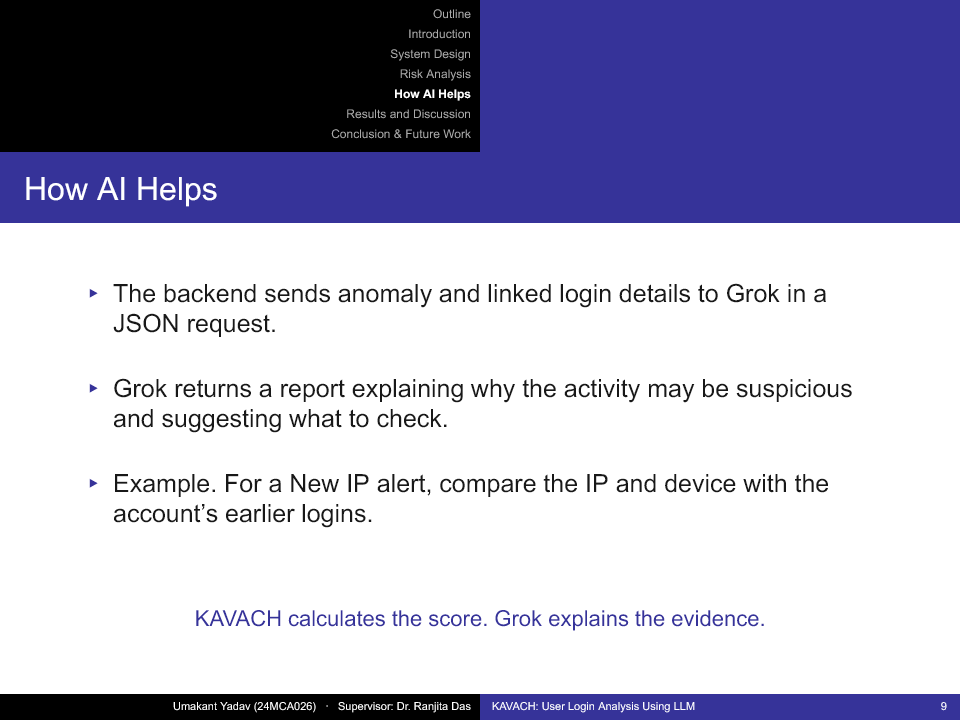 Outline
Introduction
System Design
Risk Analysis
How AI Helps
Results and Discussion
Conclusion & Future Work
How AI Helps
The backend sends anomaly and linked login details to Grok in a
JSON request.
Grok returns a report explaining why the activity may be suspicious
and suggesting what to check.
Example. For a New IP alert, compare the IP and device with the
account’s earlier logins.
KAVACH calculates the score. Grok explains the evidence.
Umakant Yadav (24MCA026) · Supervisor: Dr. Ranjita Das KAVACH: User Login Analysis Using LLM 9